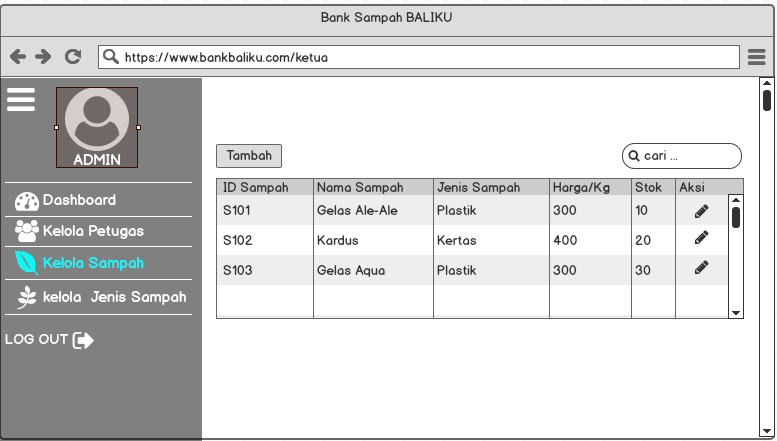 Bank Sampah BALIKU
https://www.bankbaliku.com/ketua
ADMIN
Dashboard
Kelola Petugas
Kelola Sampah
kelola Jenis Sampah
LOG OUT
Tambah
cari ...
ID Sampah Nama Sampah Jenis Sampah Harga/Kg Stok Aksi
S101 Gelas Ale-Ale Plastik 300 10
S102 Kardus Kertas 400 20
S103 Gelas Aqua Plastik 300 30